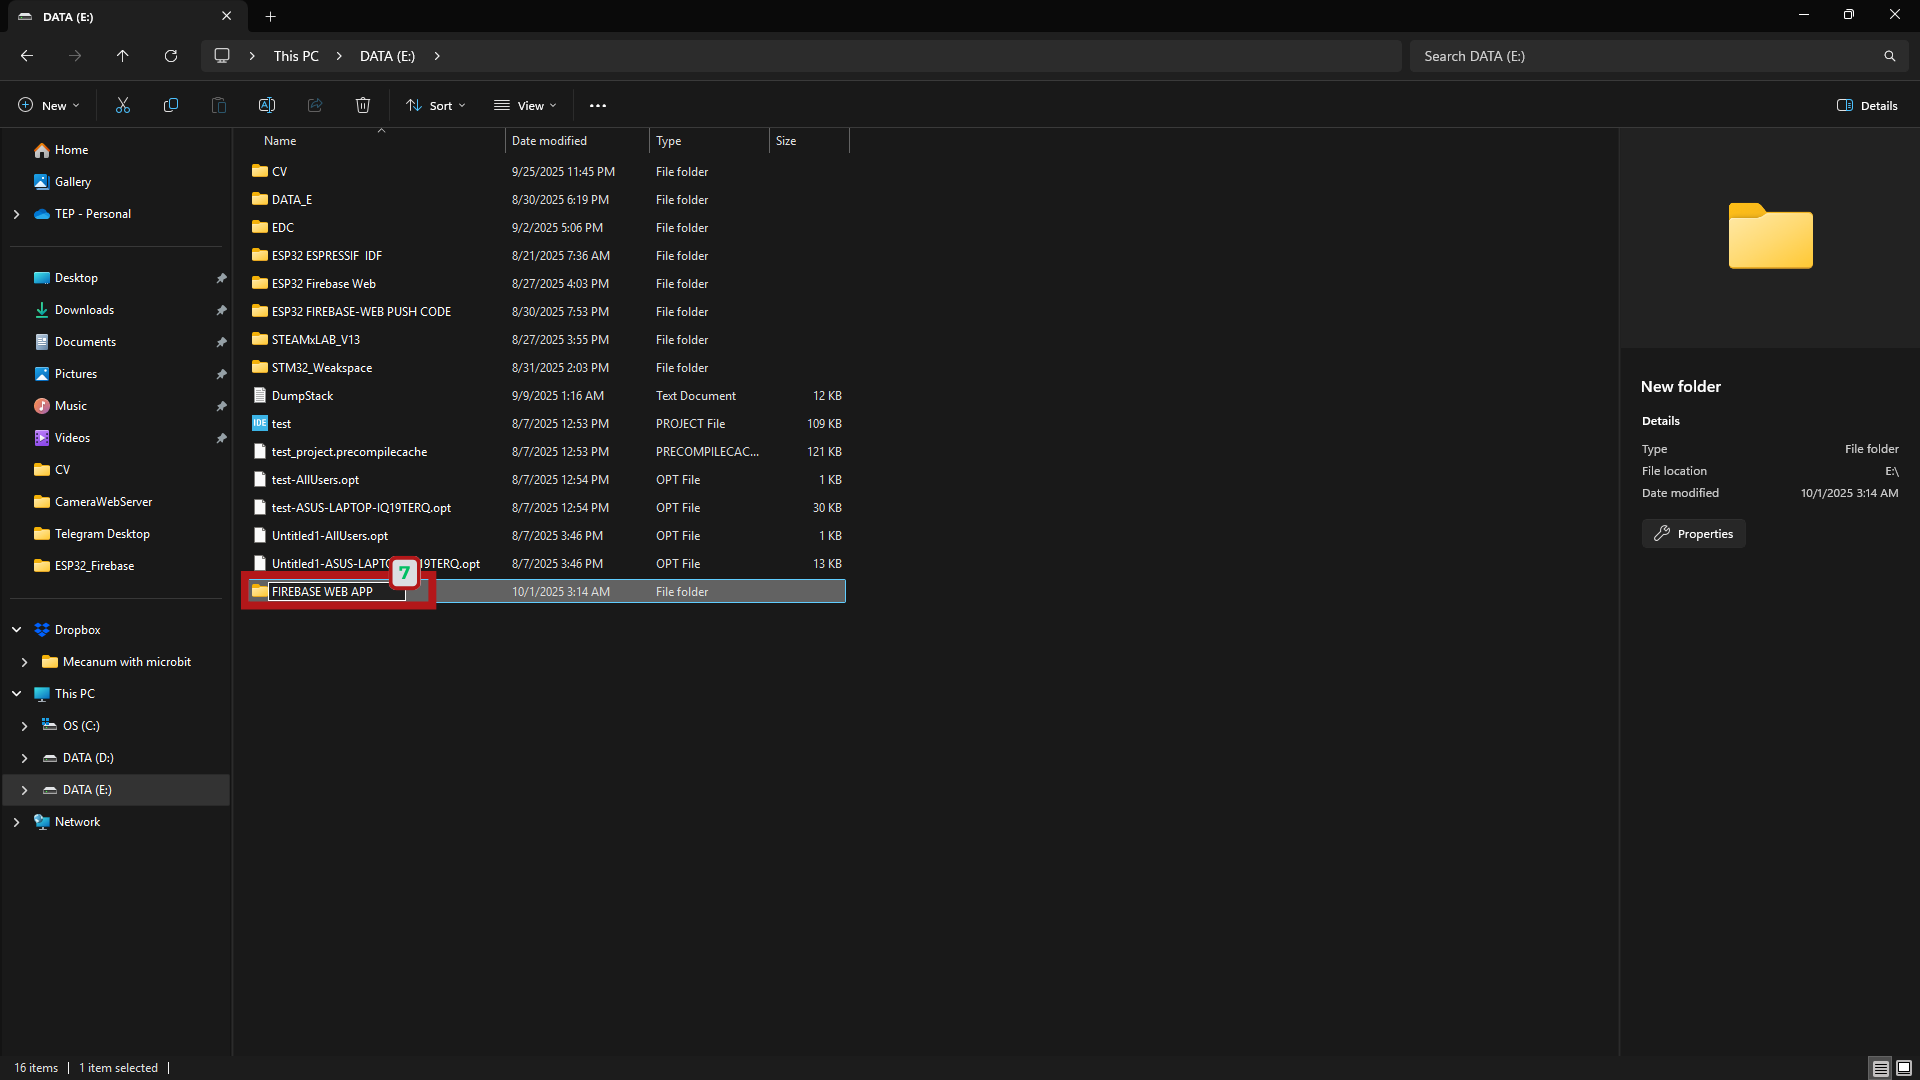 DATA (E:)
This PC
DATA (E:)
Search DATA (E:)
New
Sort
View
Details
Home
Gallery
TEP - Personal
Desktop
Downloads
Documents
Pictures
Music
Videos
CV
CameraWebServer
Telegram Desktop
ESP32_Firebase
Dropbox
Mecanum with microbit
This PC
OS (C:)
DATA (D:)
DATA (E:)
Network
Name Date modified Type Size
CV 9/25/2025 11:45 PM File folder
DATA_E 8/30/2025 6:19 PM File folder
EDC 9/2/2025 5:06 PM File folder
ESP32 ESPRESSIF IDF 8/21/2025 7:36 AM File folder
ESP32 Firebase Web 8/27/2025 4:03 PM File folder
ESP32 FIREBASE-WEB PUSH CODE 8/30/2025 7:53 PM File folder
STEAMxLAB_V13 8/27/2025 3:55 PM File folder
STM32_Weakspace 8/31/2025 2:03 PM File folder
DumpStack 9/9/2025 1:16 AM Text Document 12 KB
IDE test 8/7/2025 12:53 PM PROJECT File 109 KB
test_project.precompilecache 8/7/2025 12:53 PM PRECOMPILECAC... 121 KB
test-AllUsers.opt 8/7/2025 12:54 PM OPT File 1 KB
test-ASUS-LAPTOP-IQ19TERQ.opt 8/7/2025 12:54 PM OPT File 30 KB
Untitled1-AllUsers.opt 8/7/2025 3:46 PM OPT File 1 KB
Untitled1-ASUS-LAPTO 19TERQ.opt 8/7/2025 3:46 PM OPT File 13 KB
7
FIREBASE WEB APP 10/1/2025 3:14 AM File folder
New folder
Details
Type File folder
File location E:\
Date modified 10/1/2025 3:14 AM
Properties
16 items 1 item selected